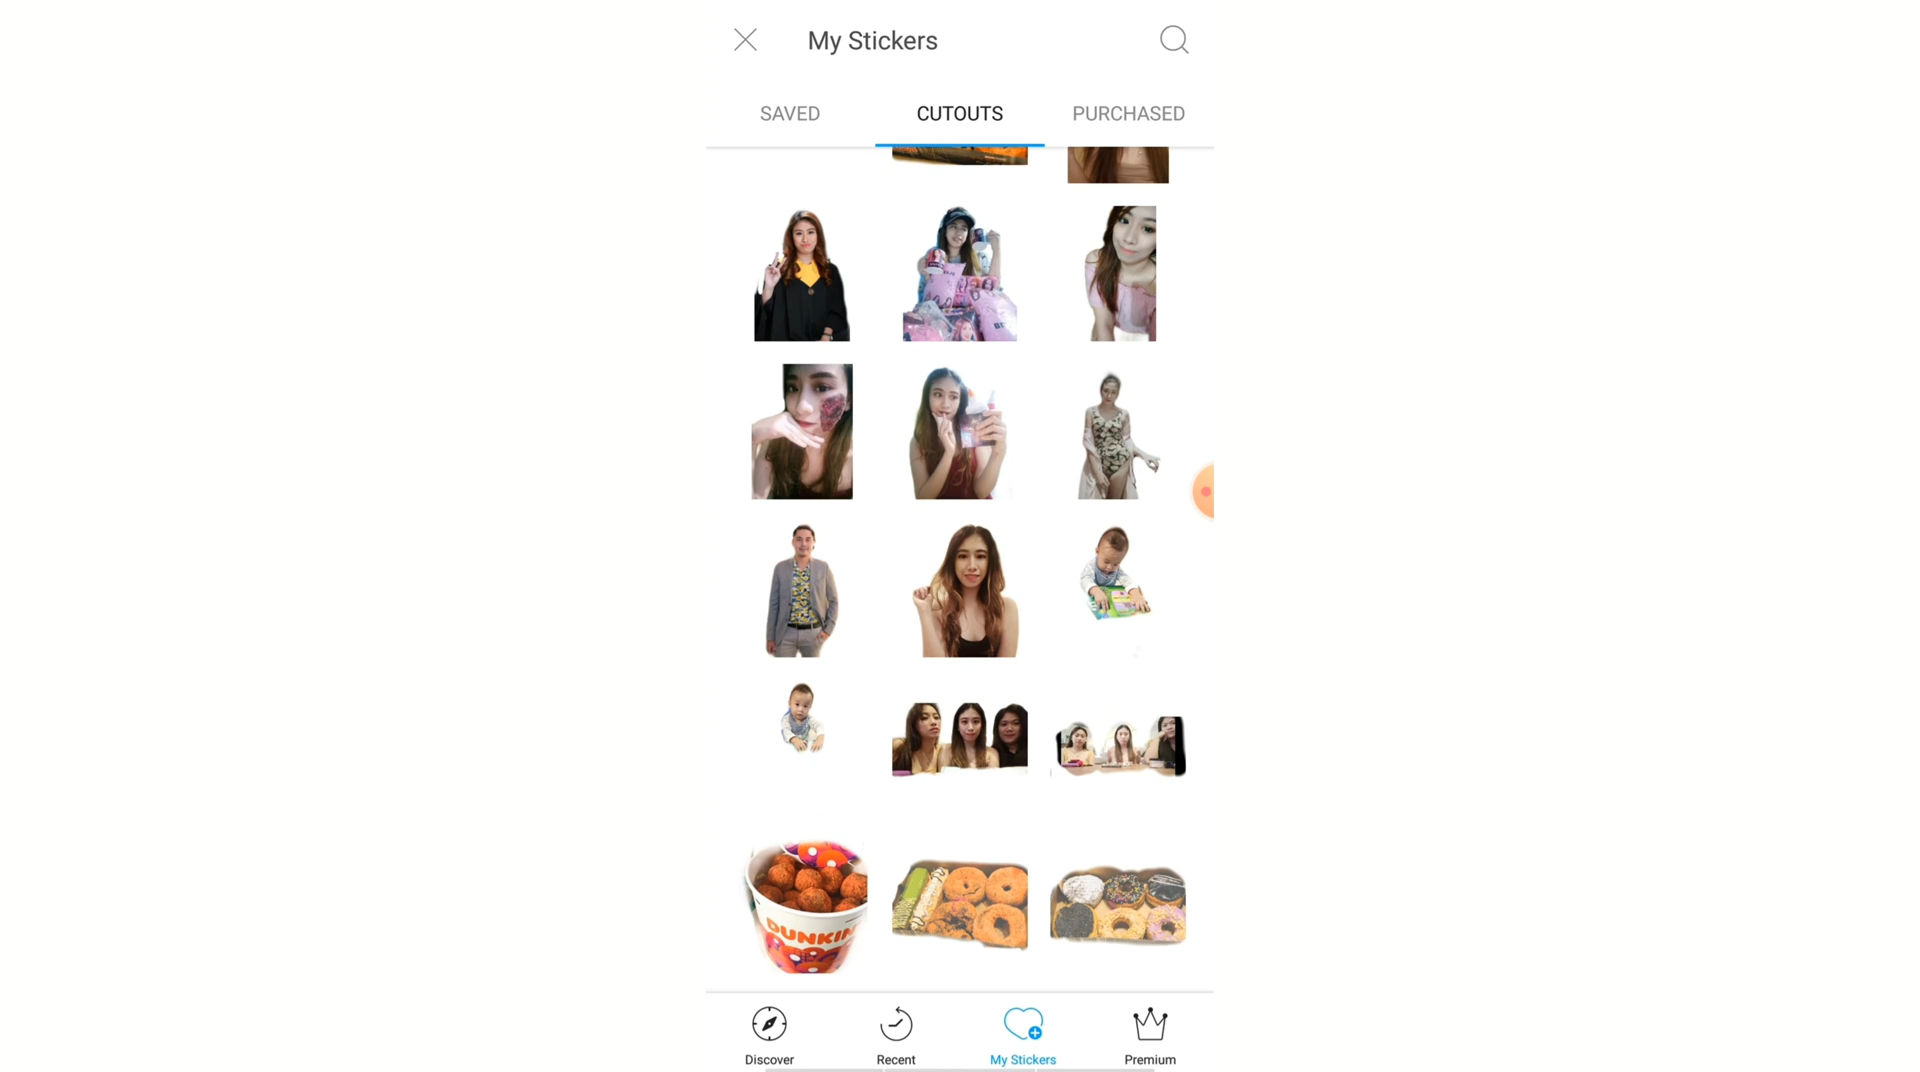 My Stickers
SAVED
CUTOUTS
PURCHASED
DUNKIN
Discover
Recent
My Stickers
Premium